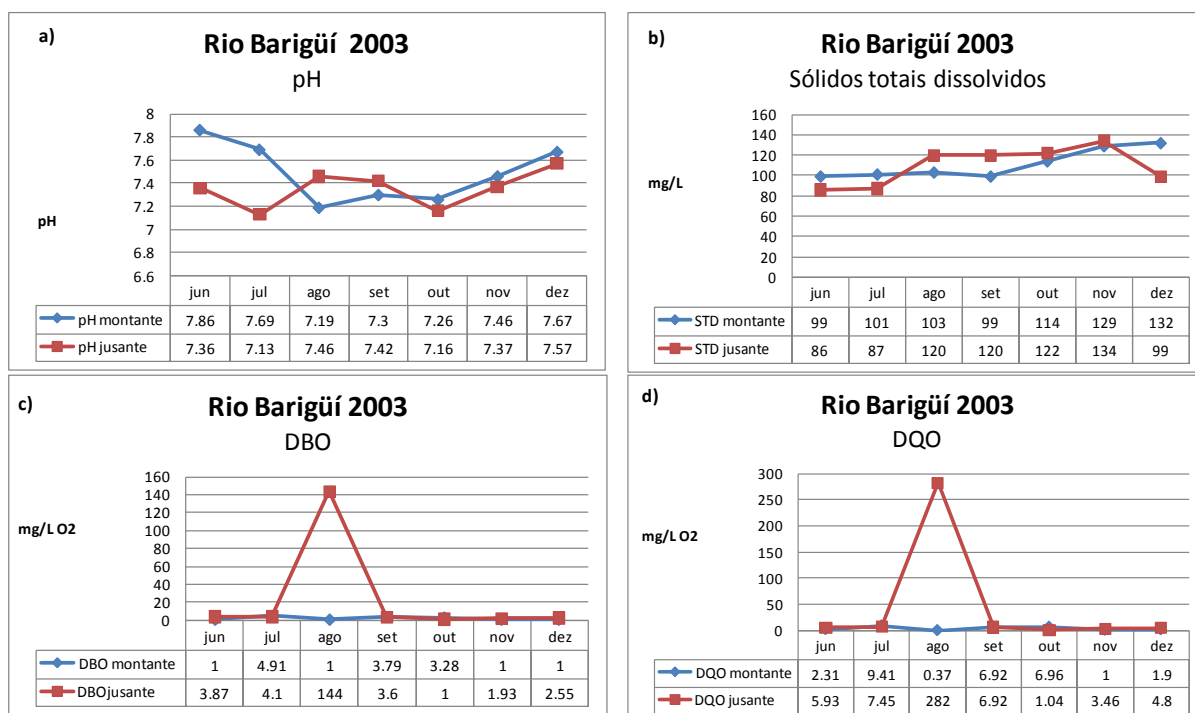 a)
Rio Barigüí 2003
pH
8
7.8
7.6
7.4
7.2
7
6.8
6.6
pH
jun jul ago set out nov dez
pH montante 7.86 7.69 7.19 7.3 7.26 7.46 7.67
pH jusante 7.36 7.13 7.46 7.42 7.16 7.37 7.57
b)
Rio Barigüí 2003
Sólidos totais dissolvidos
160
140
120
100
80
60
40
20
0
mg/L
jun jul ago set out nov dez
STD montante 99 101 103 99 114 129 132
STD jusante 86 87 120 120 122 134 99
c)
Rio Barigüí 2003
DBO
160
140
120
100
80
60
40
20
0
mg/L O2
jun jul ago set out nov dez
DBO montante 1 4.91 1 3.79 3.28 1 1
DBO jusante 3.87 4.1 144 3.6 1 1.93 2.55
d)
Rio Barigüí 2003
DQO
300
250
200
150
100
50
0
mg/L O2
jun jul ago set out nov dez
DQO montante 2.31 9.41 0.37 6.92 6.96 1 1.9
DQO jusante 5.93 7.45 282 6.92 1.04 3.46 4.8